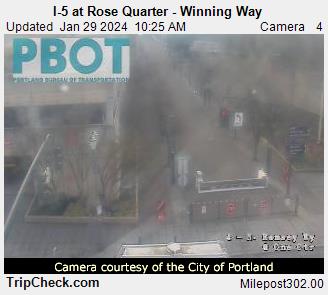 I-5 at Rose Quarter - Winning Way
Updated Jan 29 2024 10:25 AM Camera 4
PBOT
PORTLAND BUREAU OF TRANSPORTATION
Camera courtesy of the City of Portland
TripCheck.com Milepost302.00